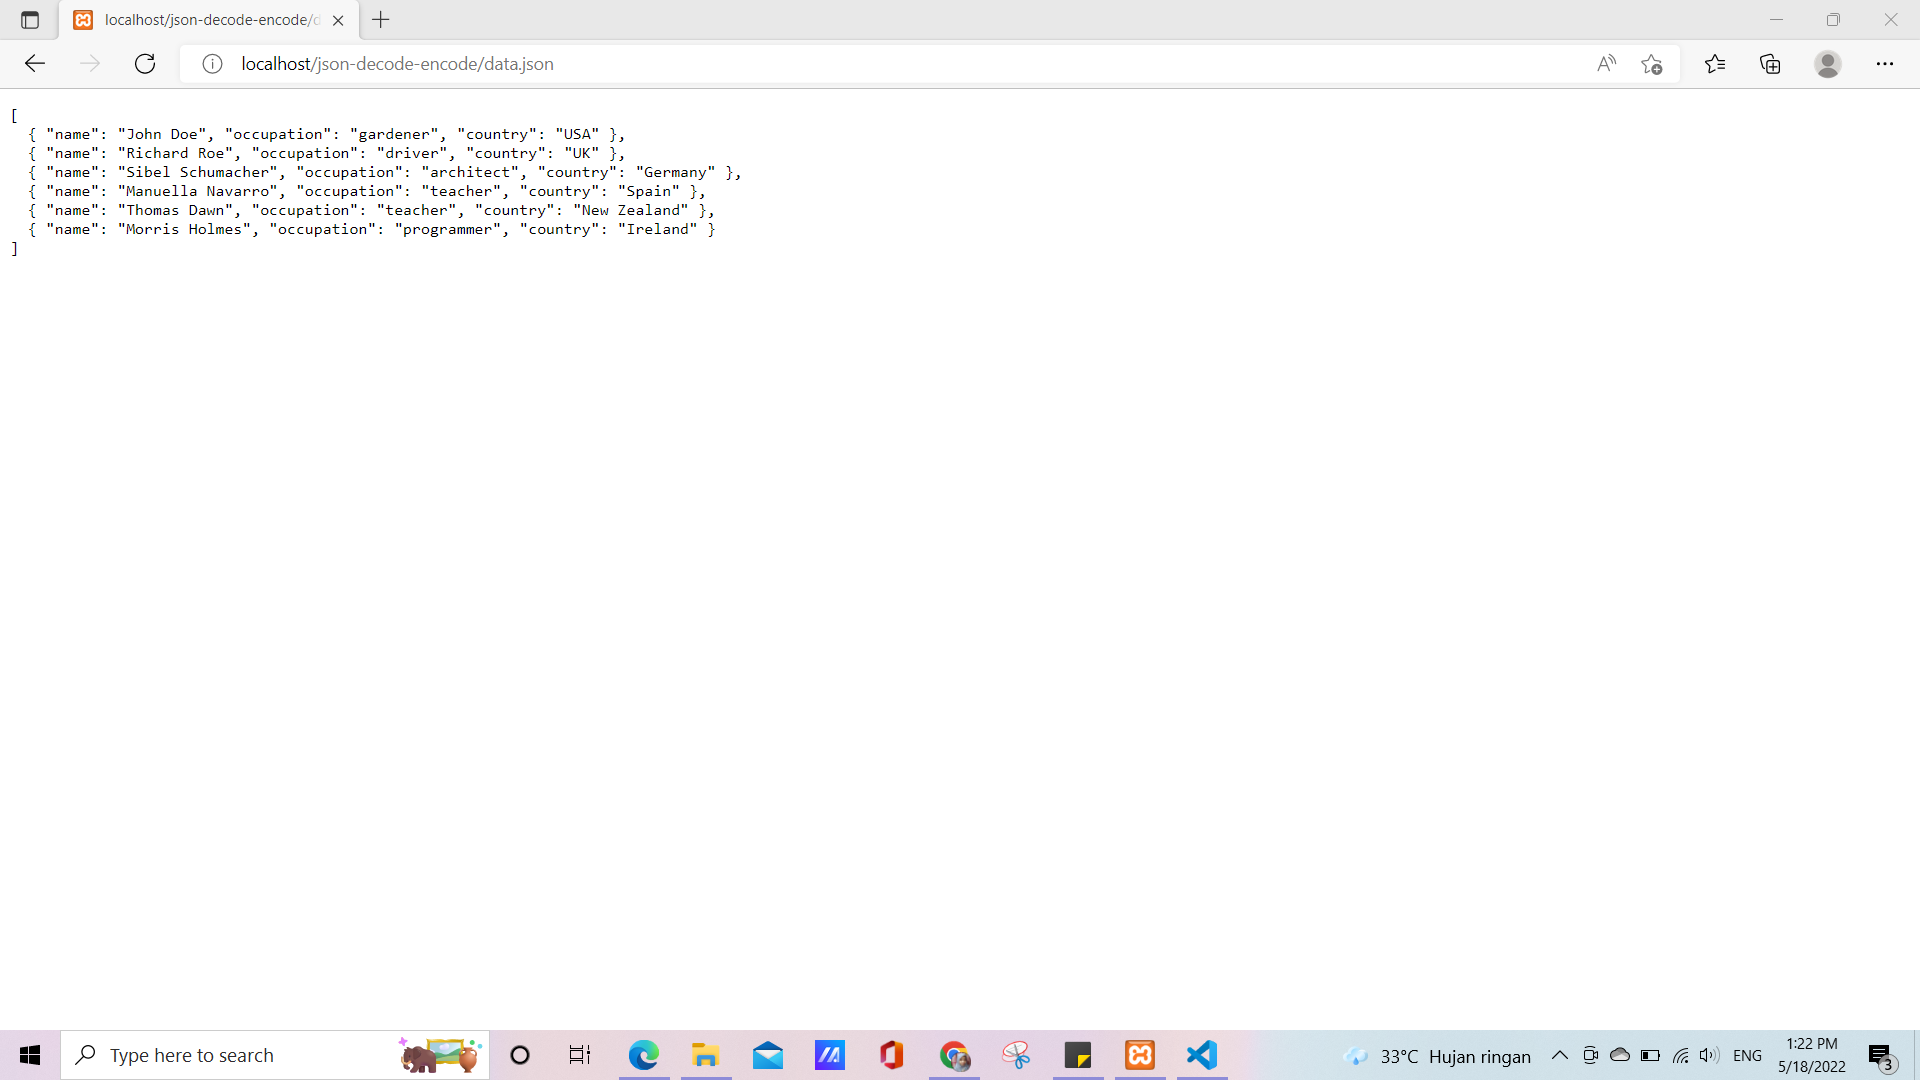 localhost/json-decode-encode/d
localhost/json-decode-encode/data.json
[
  { "name": "John Doe", "occupation": "gardener", "country": "USA" },
  { "name": "Richard Roe", "occupation": "driver", "country": "UK" },
  { "name": "Sibel Schumacher", "occupation": "architect", "country": "Germany" },
  { "name": "Manuella Navarro", "occupation": "teacher", "country": "Spain" },
  { "name": "Thomas Dawn", "occupation": "teacher", "country": "New Zealand" },
  { "name": "Morris Holmes", "occupation": "programmer", "country": "Ireland" }
]
Type here to search
33°C Hujan ringan
ENG
1:22 PM
5/18/2022
3